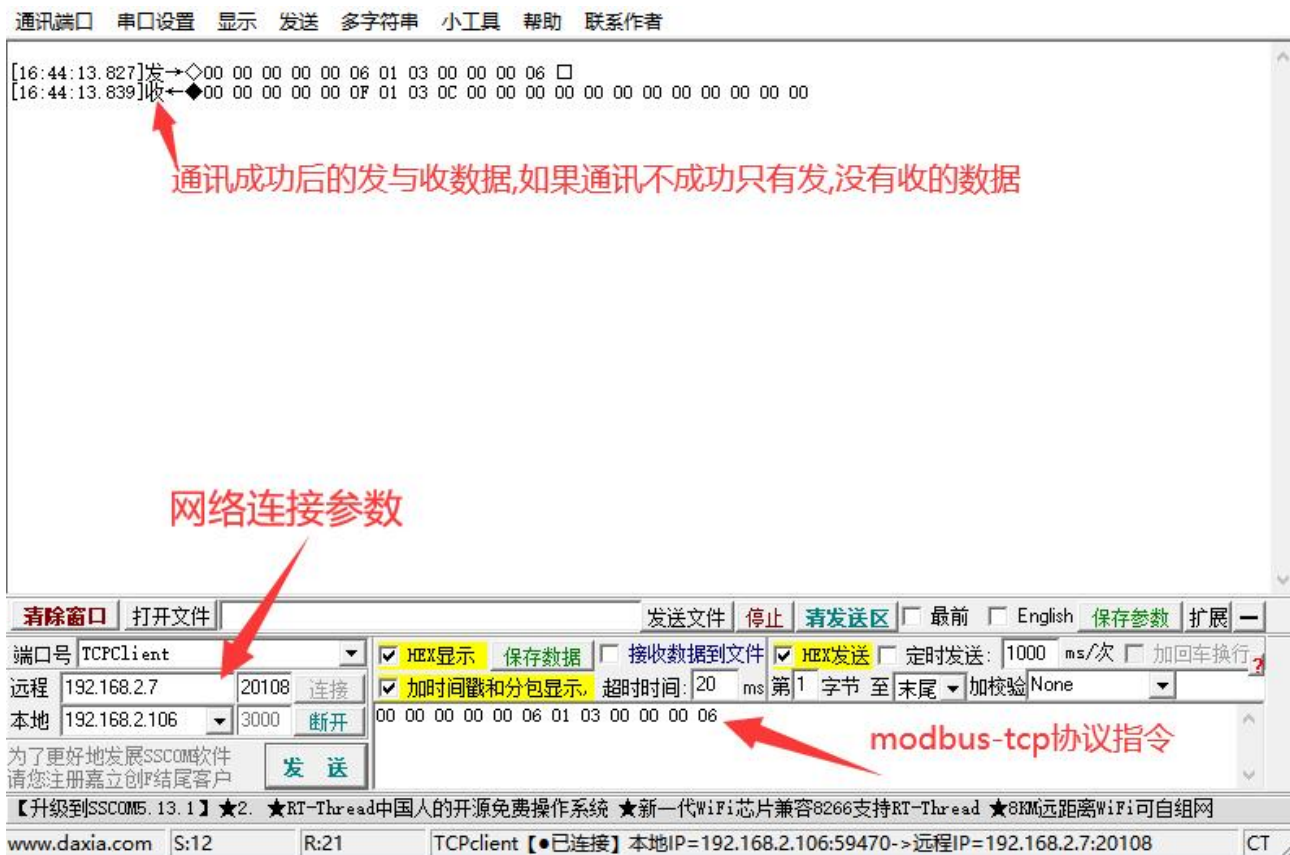 通讯端口 串口设置 显示 发送 多字符串 小工具 帮助 联系作者
[16:44:13.827]发→◇00 00 00 00 00 06 01 03 00 00 00 06 □
[16:44:13.839]收←◆00 00 00 00 00 0F 01 03 0C 00 00 00 00 00 00 00 00 00 00 00 00
通讯成功后的发与收数据,如果通讯不成功只有发,没有收的数据
网络连接参数
清除窗口 打开文件 发送文件 停止 清发送区 最前 English 保存参数 扩展 —
端口号 TCPClient HEX显示 保存数据 接收数据到文件 HEX发送 定时发送: 1000 ms/次 加回车换行
远程 192.168.2.7 20108 连接 加时间戳和分包显示, 超时时间: 20 ms 第1 字节 至 末尾 加校验 None ?
本地 192.168.2.106 3000 断开 00 00 00 00 00 06 01 03 00 00 00 06
modbus-tcp协议指令
为了更好地发展SSCOM软件
请您注册嘉立创F结尾客户
发 送
【升级到SSCOM5.13.1】★2. ★RT-Thread中国人的开源免费操作系统 ★新一代WiFi芯片兼容8266支持RT-Thread ★8KM远距离WiFi可自组网
www.daxia.com S:12 R:21 TCPclient【●已连接】本地IP=192.168.2.106:59470->远程IP=192.168.2.7:20108 CT